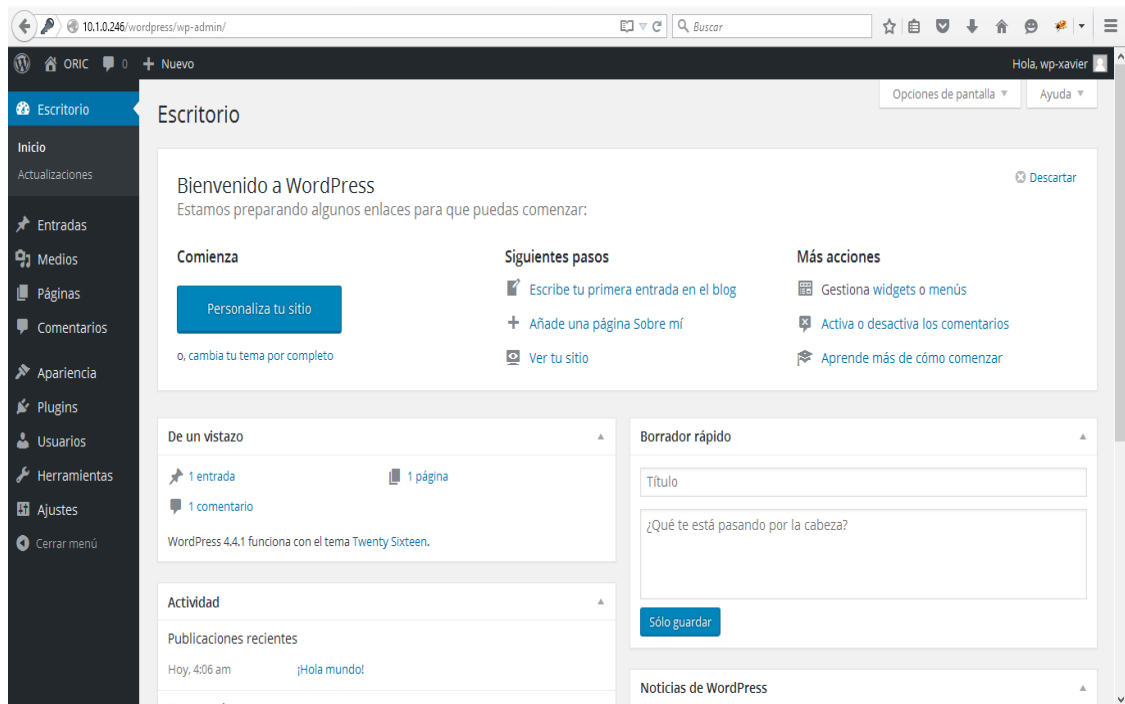 10.1.0.246/wordpress/wp-admin/
Buscar
ORIC 0 + Nuevo
Hola, wp-xavier
Opciones de pantalla
Ayuda
Escritorio
Inicio
Actualizaciones
Entradas
Medios
Páginas
Comentarios
Apariencia
Plugins
Usuarios
Herramientas
Ajustes
Cerrar menú
Escritorio
Bienvenido a WordPress
Descartar
Estamos preparando algunos enlaces para que puedas comenzar:
Comienza
Personaliza tu sitio
o, cambia tu tema por completo
Siguientes pasos
Escribe tu primera entrada en el blog
Añade una página Sobre mí
Ver tu sitio
Más acciones
Gestiona widgets o menús
Activa o desactiva los comentarios
Aprende más de cómo comenzar
De un vistazo
1 entrada
1 página
1 comentario
WordPress 4.4.1 funciona con el tema Twenty Sixteen.
Actividad
Publicaciones recientes
Hoy, 4:06 am
¡Hola mundo!
Borrador rápido
Título
¿Qué te está pasando por la cabeza?
Sólo guardar
Noticias de WordPress